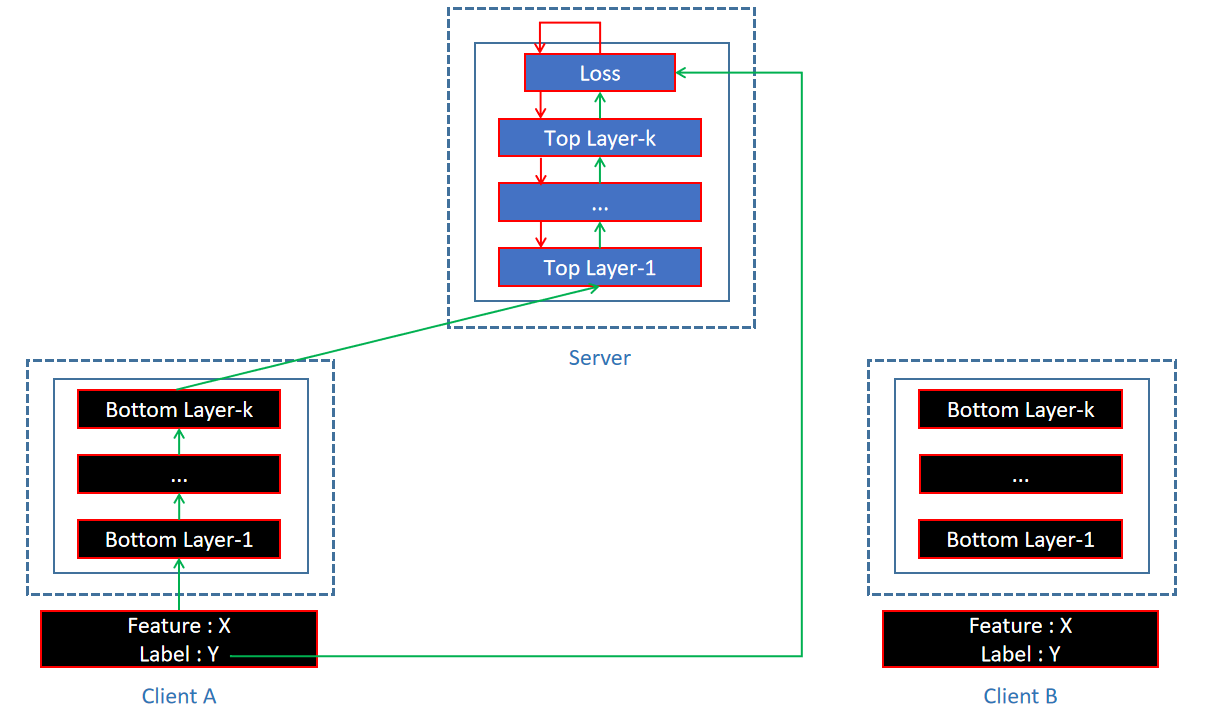 Loss
Top Layer-k
...
Top Layer-1
Server
Bottom Layer-k
...
Bottom Layer-1
Feature : X
Label : Y
Client A
Bottom Layer-k
...
Bottom Layer-1
Feature : X
Label : Y
Client B